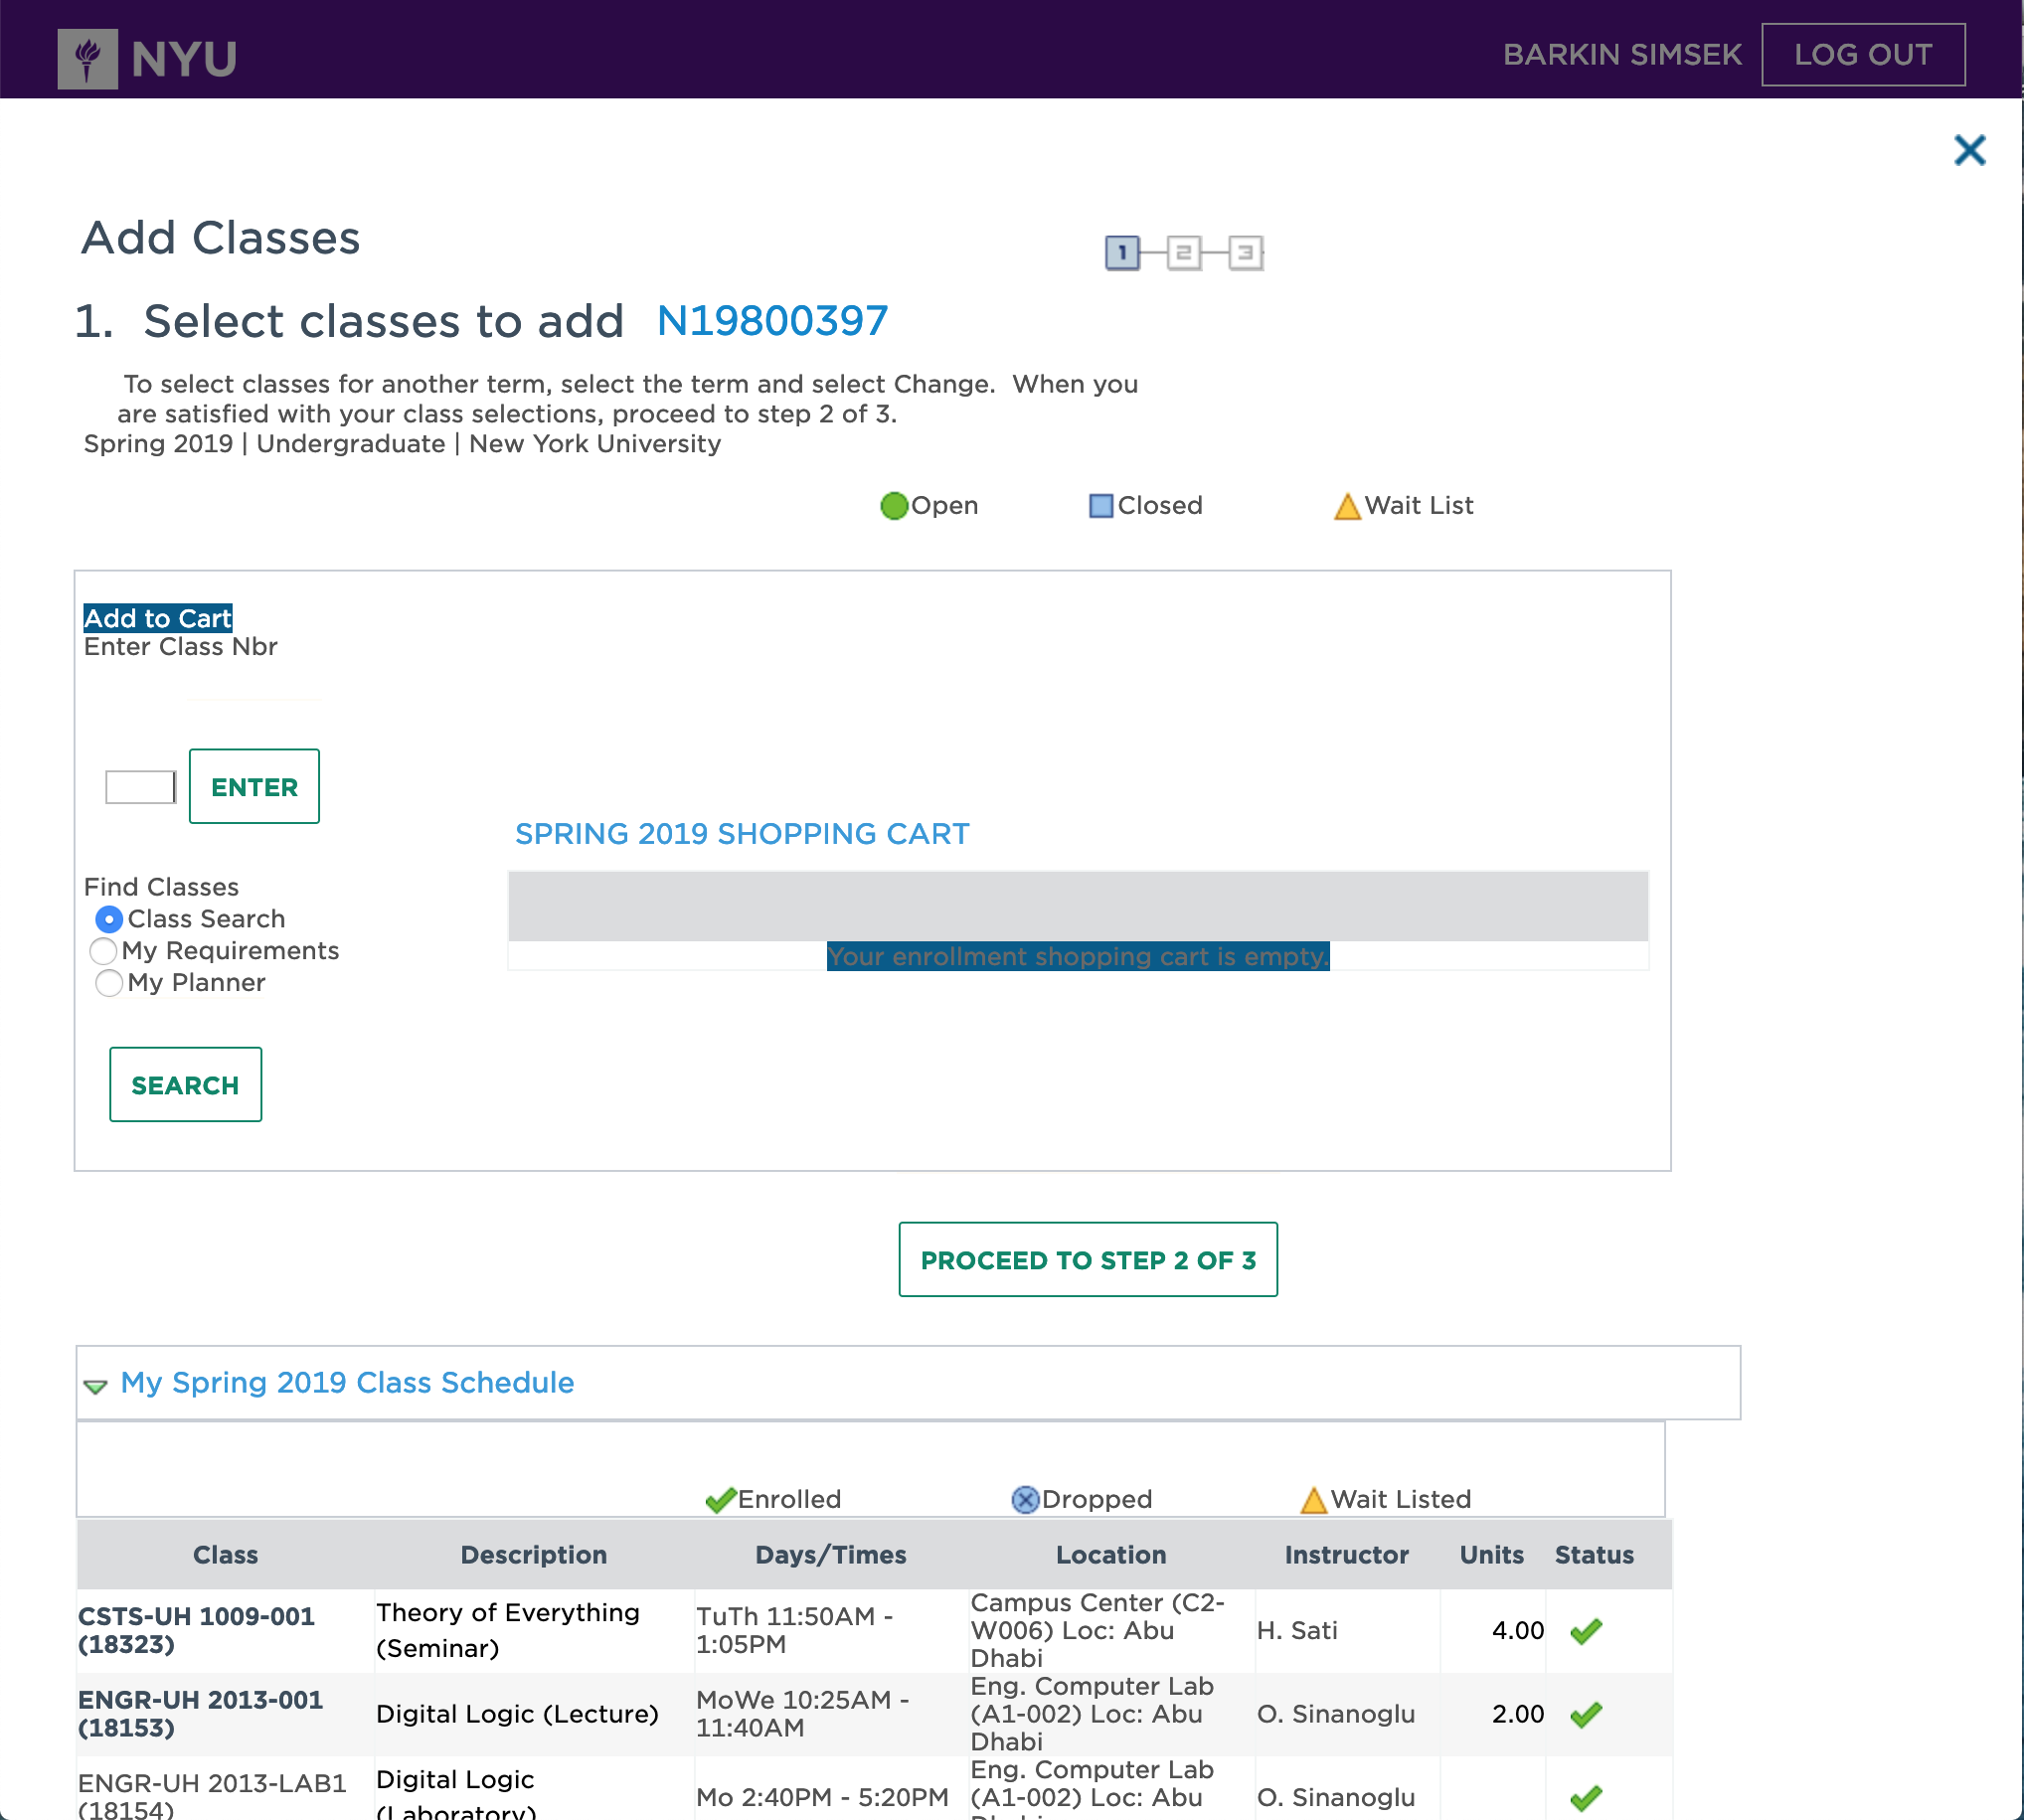 NYU
BARKIN SIMSEK
LOG OUT
Add Classes
1 2 3
1. Select classes to add N19800397
To select classes for another term, select the term and select Change. When you
are satisfied with your class selections, proceed to step 2 of 3.
Spring 2019 | Undergraduate | New York University
Open Closed Wait List
Add to Cart
Enter Class Nbr
ENTER
SPRING 2019 SHOPPING CART
Your enrollment shopping cart is empty.
Find Classes
Class Search
My Requirements
My Planner
SEARCH
PROCEED TO STEP 2 OF 3
My Spring 2019 Class Schedule
Enrolled Dropped Wait Listed
Class Description Days/Times Location Instructor Units Status
CSTS-UH 1009-001
(18323)
Theory of Everything
(Seminar)
TuTh 11:50AM -
1:05PM
Campus Center (C2-
W006) Loc: Abu
Dhabi
H. Sati
4.00
ENGR-UH 2013-001
(18153)
Digital Logic (Lecture)
MoWe 10:25AM -
11:40AM
Eng. Computer Lab
(A1-002) Loc: Abu
Dhabi
O. Sinanoglu
2.00
ENGR-UH 2013-LAB1
(18154)
Digital Logic
(Laboratory)
Mo 2:40PM - 5:20PM
Eng. Computer Lab
(A1-002) Loc: Abu
O. Sinanoglu